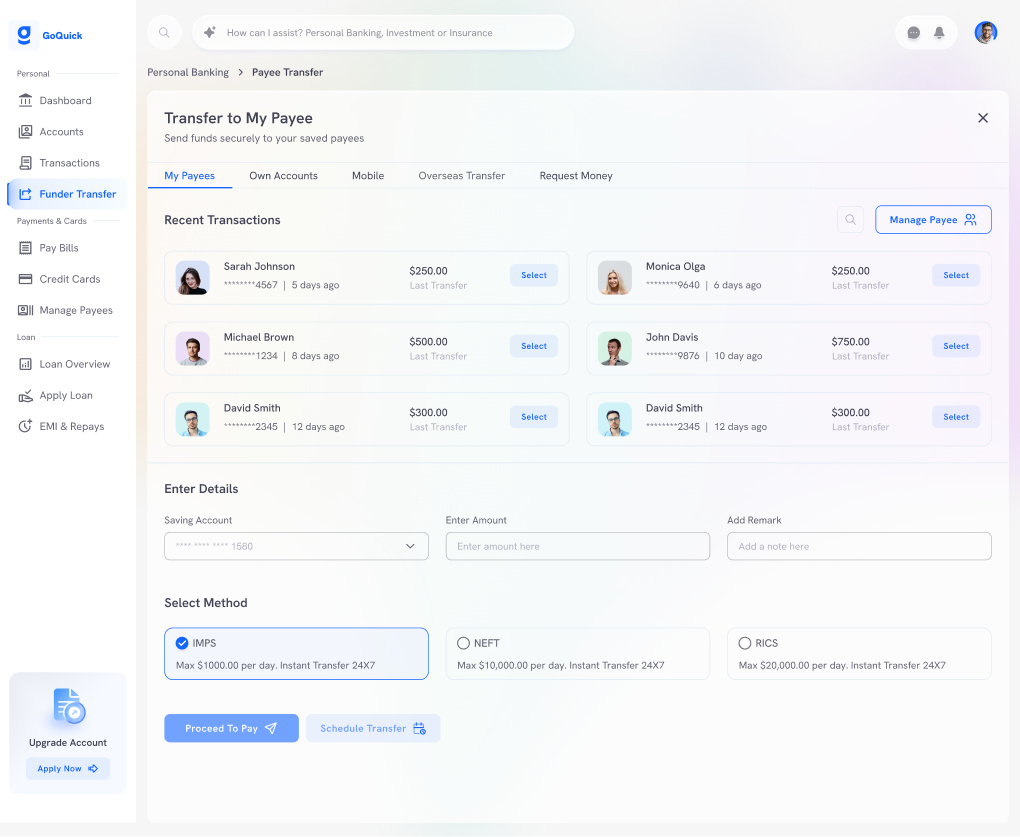 GoQuick
Personal
Dashboard
Accounts
Transactions
Funder Transfer
Payments & Cards
Pay Bills
Credit Cards
Manage Payees
Loan
Loan Overview
Apply Loan
EMI & Repays
Upgrade Account
Apply Now
How can I assist? Personal Banking, Investment or Insurance
Personal Banking > Payee Transfer
Transfer to My Payee
Send funds securely to your saved payees
My Payees Own Accounts Mobile Overseas Transfer Request Money
Recent Transactions
Manage Payee
Sarah Johnson
********4567 | 5 days ago
$250.00
Last Transfer
Select
Monica Olga
********9640 | 6 days ago
$250.00
Last Transfer
Select
Michael Brown
********1234 | 8 days ago
$500.00
Last Transfer
Select
John Davis
********9876 | 10 day ago
$750.00
Last Transfer
Select
David Smith
********2345 | 12 days ago
$300.00
Last Transfer
Select
David Smith
********2345 | 12 days ago
$300.00
Last Transfer
Select
Enter Details
Saving Account
**** **** **** 1580
Enter Amount
Enter amount here
Add Remark
Add a note here
Select Method
IMPS
Max $1000.00 per day. Instant Transfer 24X7
NEFT
Max $10,000.00 per day. Instant Transfer 24X7
RICS
Max $20,000.00 per day. Instant Transfer 24X7
Proceed To Pay
Schedule Transfer